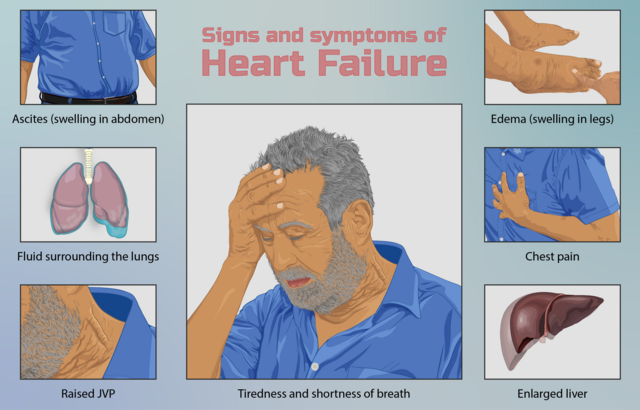 Signs and symptoms of
Heart Failure
Ascites (swelling in abdomen)
Edema (swelling in legs)
Fluid surrounding the lungs
Chest pain
Raised JVP
Tiredness and shortness of breath
Enlarged liver